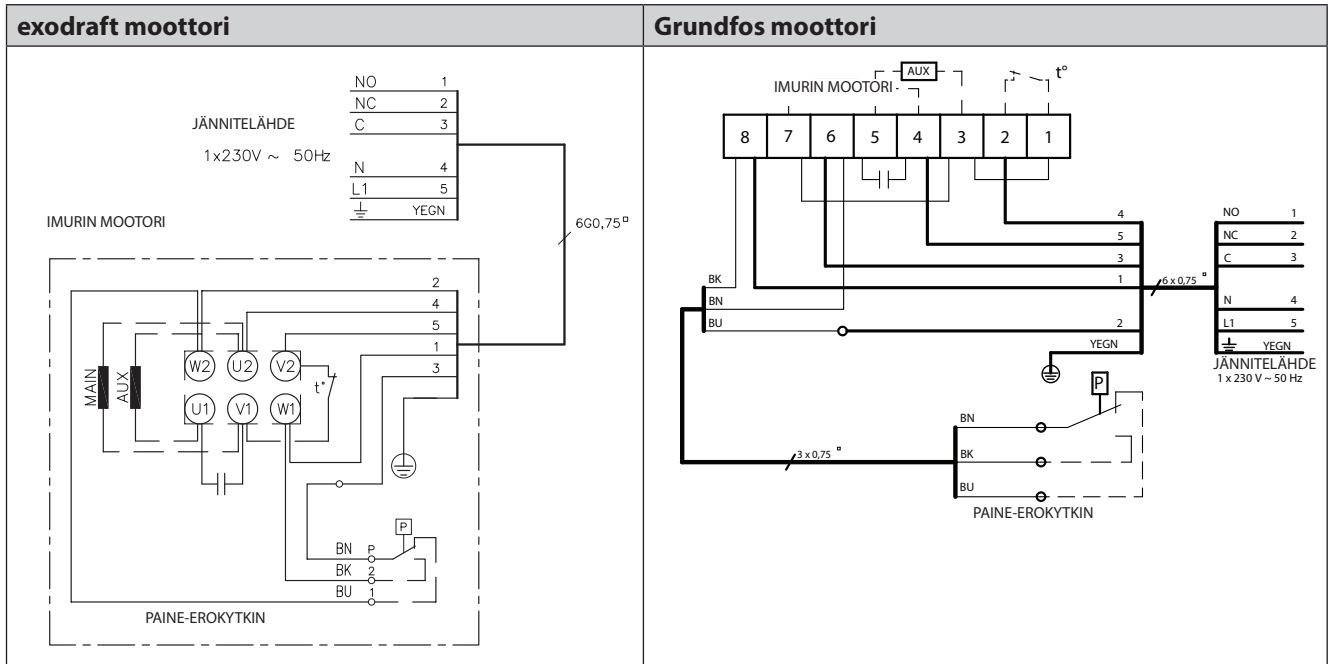 exodraft moottori
NO 1
NC 2
C 3
JÄNNITELÄHDE
1x230V ~ 50Hz
N 4
L1 5
YEGN
6G0,75▫
IMURIN MOOTORI
2
4
5
1
3
MAIN
AUX
W2 U2 V2
t°
U1 V1 W1
P
BN P
BK 2
BU 1
PAINE-EROKYTKIN
Grundfos moottori
AUX
t°
IMURIN MOOTORI
8 7 6 5 4 3 2 1
4
5
3
1
2
YEGN
6 x 0,75 ▫
NO 1
NC 2
C 3
N 4
L1 5
YEGN
JÄNNITELÄHDE
1 x 230 V ~ 50 Hz
BK
BN
BU
3 x 0,75 ▫
P
BN
BK
BU
PAINE-EROKYTKIN